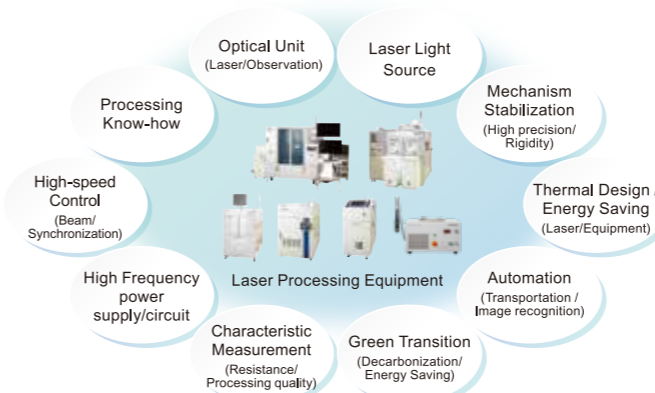 Optical Unit
(Laser/Observation)
Laser Light
Source
Mechanism
Stabilization
(High precision/
Rigidity)
Thermal Design /
Energy Saving
(Laser/Equipment)
Automation
(Transportation /
Image recognition)
Green Transition
(Decarbonization/
Energy Saving)
Characteristic
Measurement
(Resistance/
Processing quality)
High Frequency
power
supply/circuit
High-speed
Control
(Beam/
Synchronization)
Processing
Know-how
Laser Processing Equipment